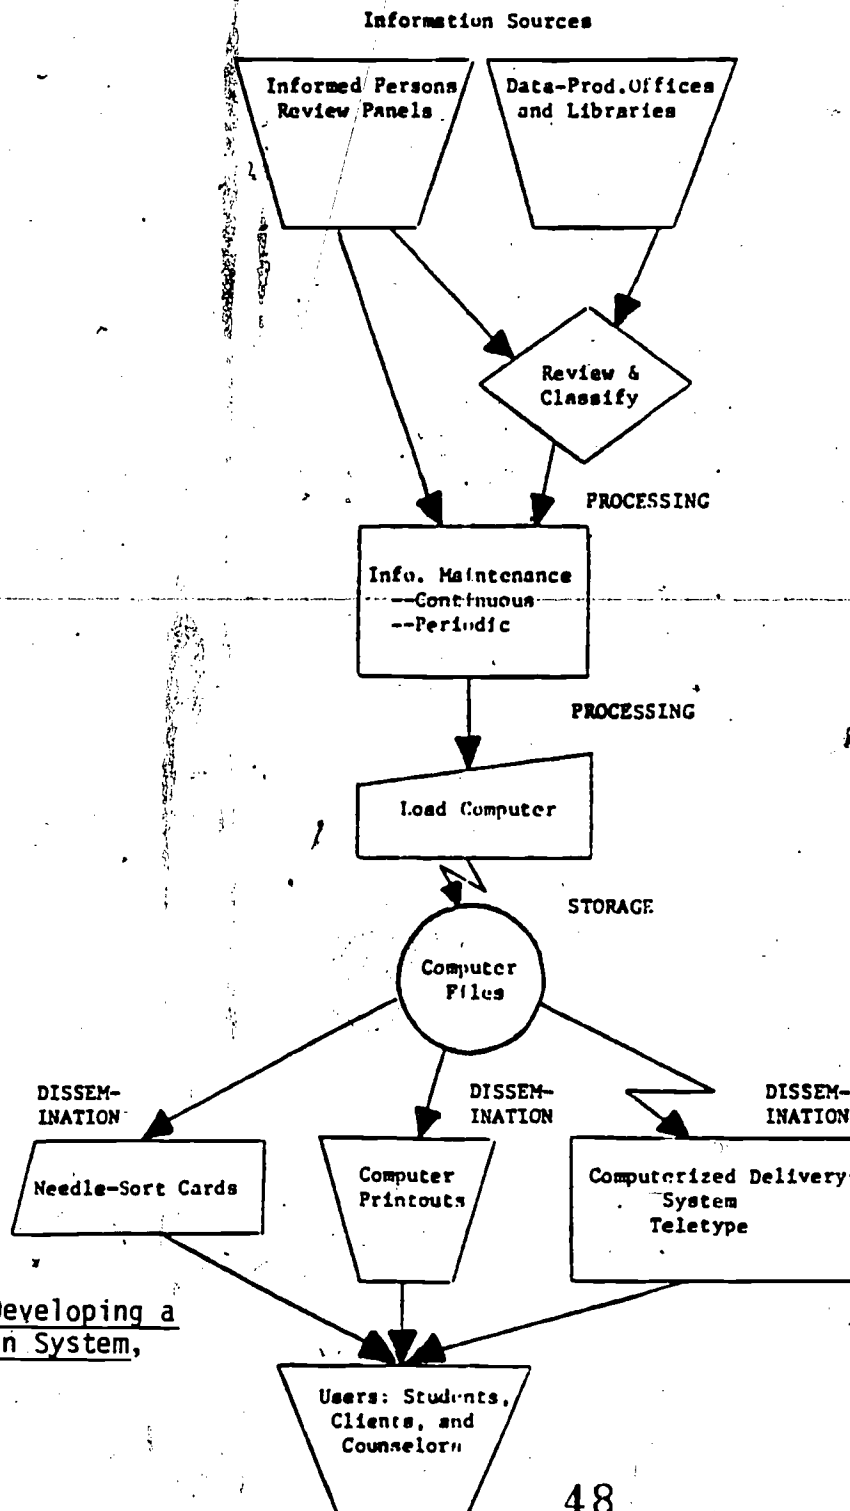 Information Sources
Informed Persons
Review Panels
Data-Prod.Offices
and Libraries
Review &
Classify
PROCESSING
Info. Maintenance
--Continuous
--Periodic
PROCESSING
Load Computer
STORAGE
Computer
Files
DISSEM-
INATION
DISSEM-
INATION
DISSEM-
INATION
Needle-Sort Cards
Computer
Printouts
Computerized Delivery
System
Teletype
Developing a
n System,
Users: Students,
Clients, and
Counselors
48